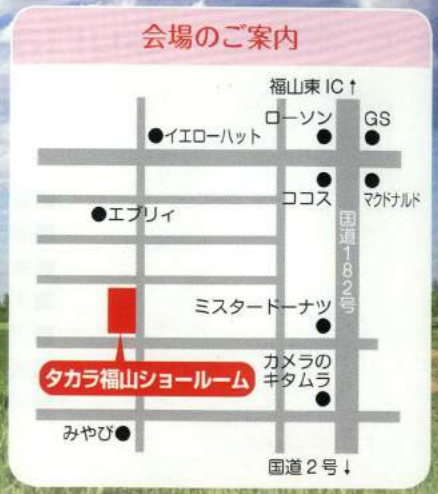 会場のご案内
福山東IC↑
ローソン
GS
イエローハット
ココス
マクドナルド
エブリィ
国道182号
ミスタードーナツ
カメラの
キタムラ
タカラ福山ショールーム
みやび
国道2号↓